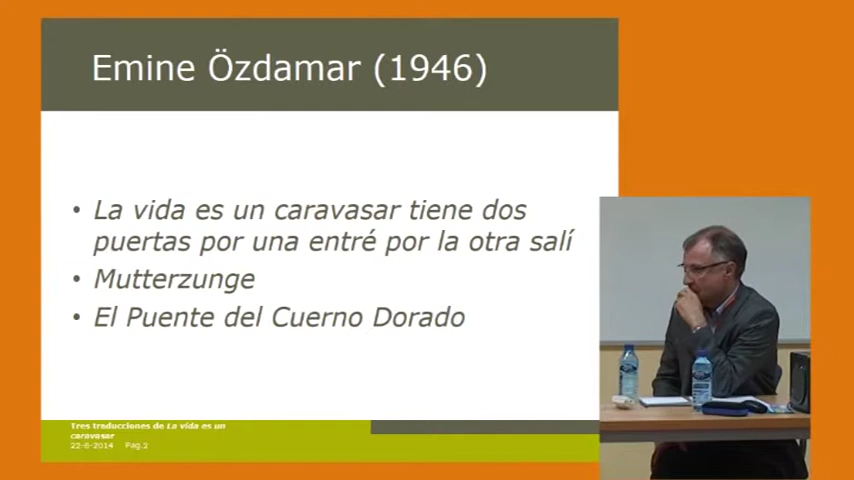 Emine Özdamar (1946)
• La vida es un caravasar tiene dos
puertas por una entré por la otra salí
• Mutterzunge
• El Puente del Cuerno Dorado
Tres traducciones de La vida es un
caravasar
22-6-2014 Pag.2